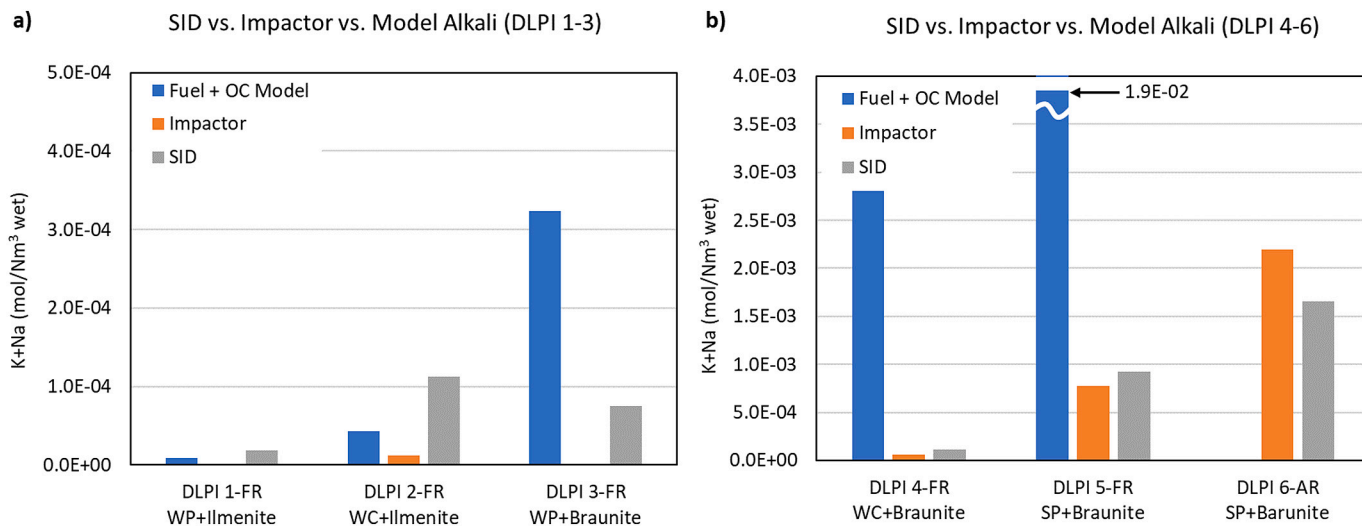 a)
SID vs. Impactor vs. Model Alkali (DLPI 1-3)
K+Na (mol/Nm³ wet)
5.0E-04
4.0E-04
3.0E-04
2.0E-04
1.0E-04
0.0E+00
Fuel + OC Model
Impactor
SID
DLPI 1-FR
WP+Ilmenite
DLPI 2-FR
WC+Ilmenite
DLPI 3-FR
WP+Braunite
b)
SID vs. Impactor vs. Model Alkali (DLPI 4-6)
K+Na (mol/Nm³ wet)
4.0E-03
3.5E-03
3.0E-03
2.5E-03
2.0E-03
1.5E-03
1.0E-03
5.0E-04
0.0E+00
Fuel + OC Model
Impactor
SID
1.9E-02
DLPI 4-FR
WC+Braunite
DLPI 5-FR
SP+Braunite
DLPI 6-AR
SP+Barunite